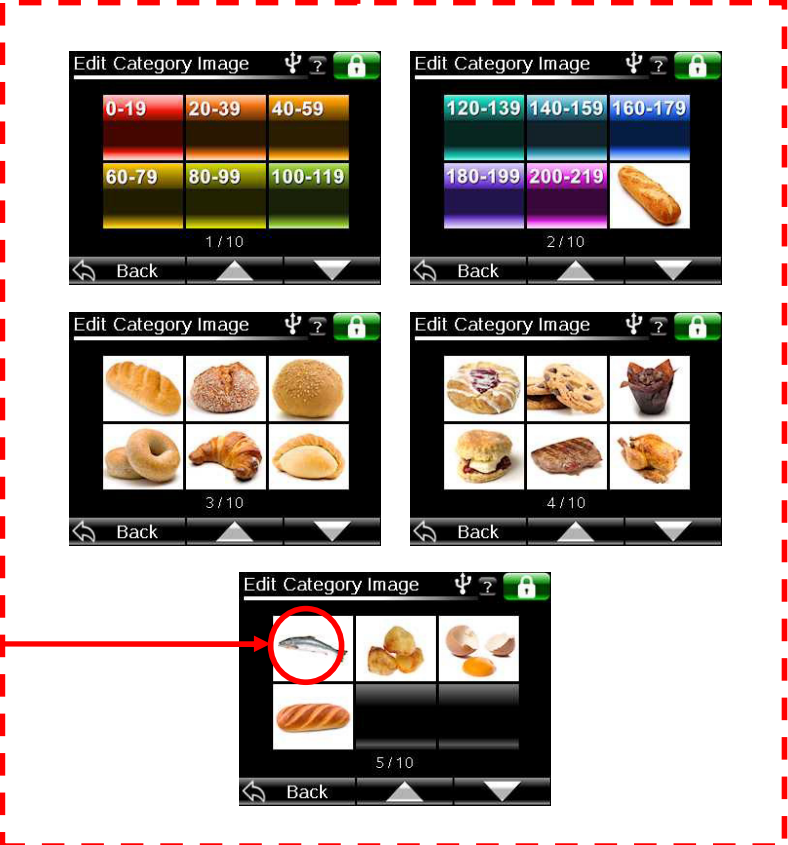 Edit Category Image ?
0-19 20-39 40-59
60-79 80-99 100-119
1/10
Back
Edit Category Image ?
120-139 140-159 160-179
180-199 200-219
2/10
Back
Edit Category Image ?
3/10
Back
Edit Category Image ?
4/10
Back
Edit Category Image ?
5/10
Back